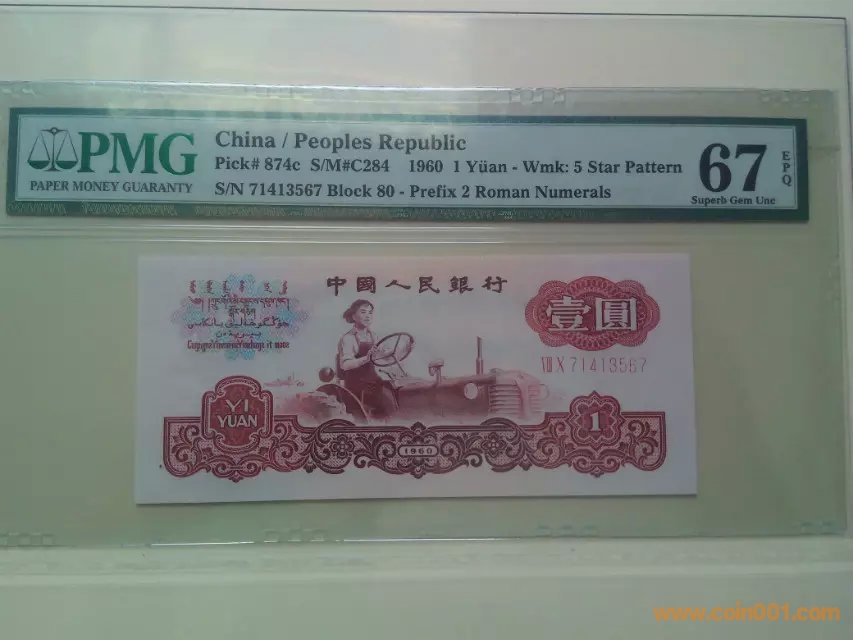 PMG
PAPER MONEY GUARANTY
China / Peoples Republic
Pick# 874c S/M#C284 1960 1 Yüan - Wmk: 5 Star Pattern
S/N 71413567 Block 80 - Prefix 2 Roman Numerals
67 EPQ
Superb Gem Unc
中國人民銀行
壹圓
VIII X 71413567
YI
YUAN
1
1960
www.coin001.com